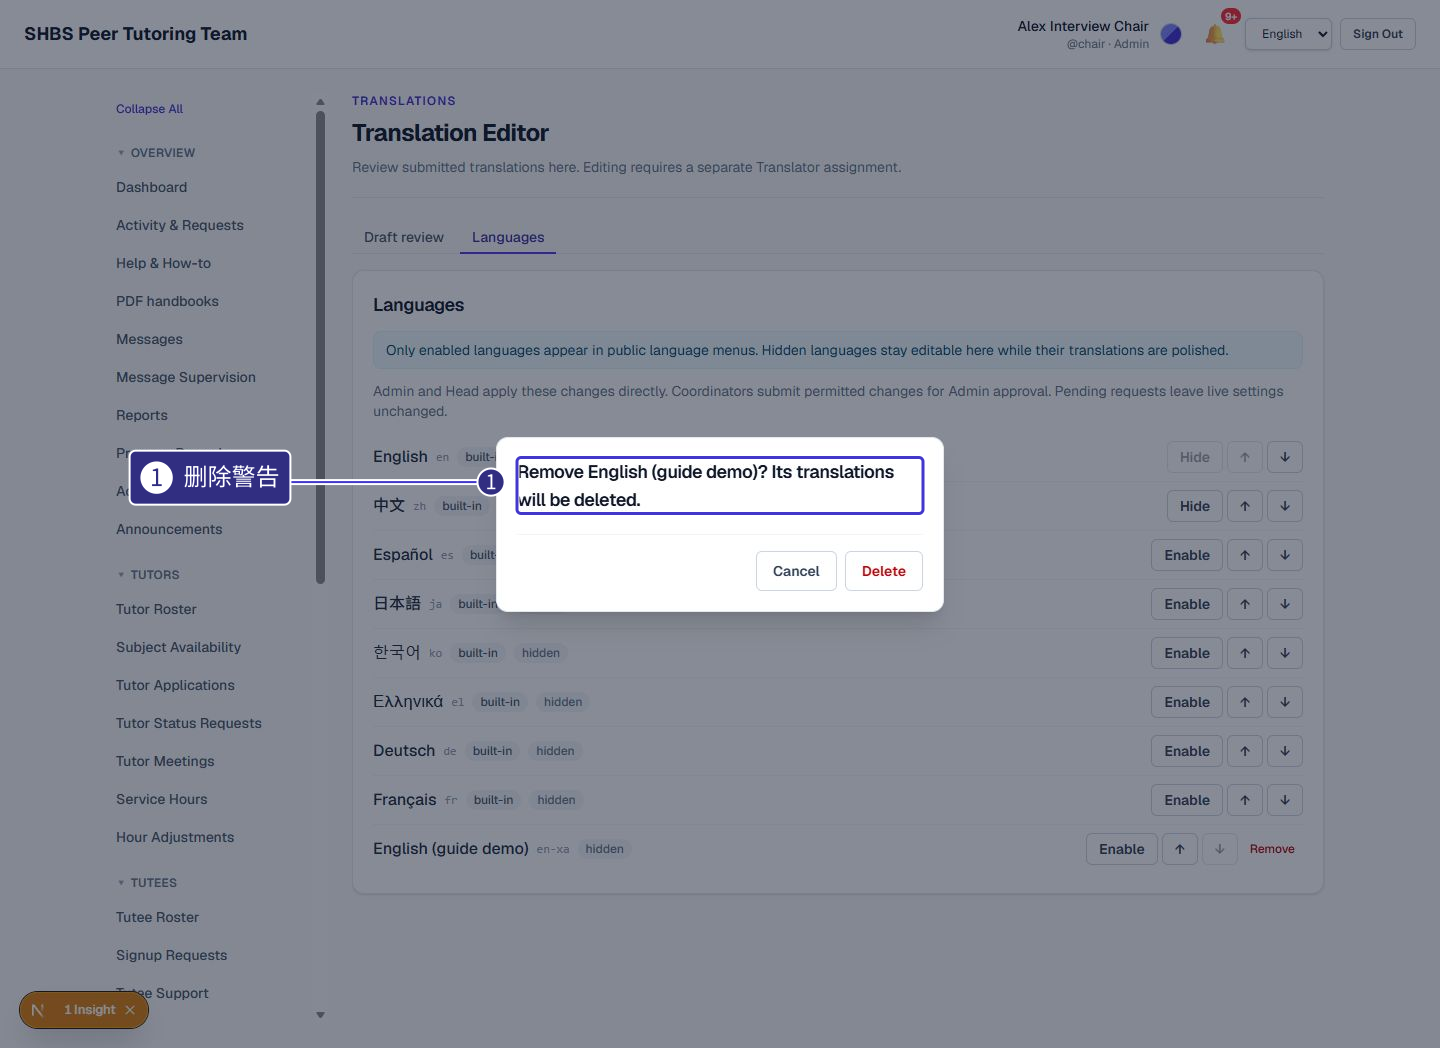 SHBS Peer Tutoring Team
Alex Interview Chair
@chair · Admin
9+
English
Sign Out
Collapse All
OVERVIEW
Dashboard
Activity & Requests
Help & How-to
PDF handbooks
Messages
Message Supervision
Reports
Announcements
TUTORS
Tutor Roster
Subject Availability
Tutor Applications
Tutor Status Requests
Tutor Meetings
Service Hours
Hour Adjustments
TUTEES
Tutee Roster
Signup Requests
Tutee Support
1 Insight
TRANSLATIONS
Translation Editor
Review submitted translations here. Editing requires a separate Translator assignment.
Draft review
Languages
Languages
Only enabled languages appear in public language menus. Hidden languages stay editable here while their translations are polished.
Admin and Head apply these changes directly. Coordinators submit permitted changes for Admin approval. Pending requests leave live settings
unchanged.
English en built-i
Hide ↑ ↓
中文 zh built-in
Hide ↑ ↓
Español es built-
Enable ↑ ↓
日本語 ja built-in
Enable ↑ ↓
한국어 ko built-in hidden
Enable ↑ ↓
Ελληνικά el built-in hidden
Enable ↑ ↓
Deutsch de built-in hidden
Enable ↑ ↓
Français fr built-in hidden
Enable ↑ ↓
English (guide demo) en-xa hidden
Enable ↑ ↓ Remove
1 删除警告
1
Remove English (guide demo)? Its translations
will be deleted.
Cancel
Delete